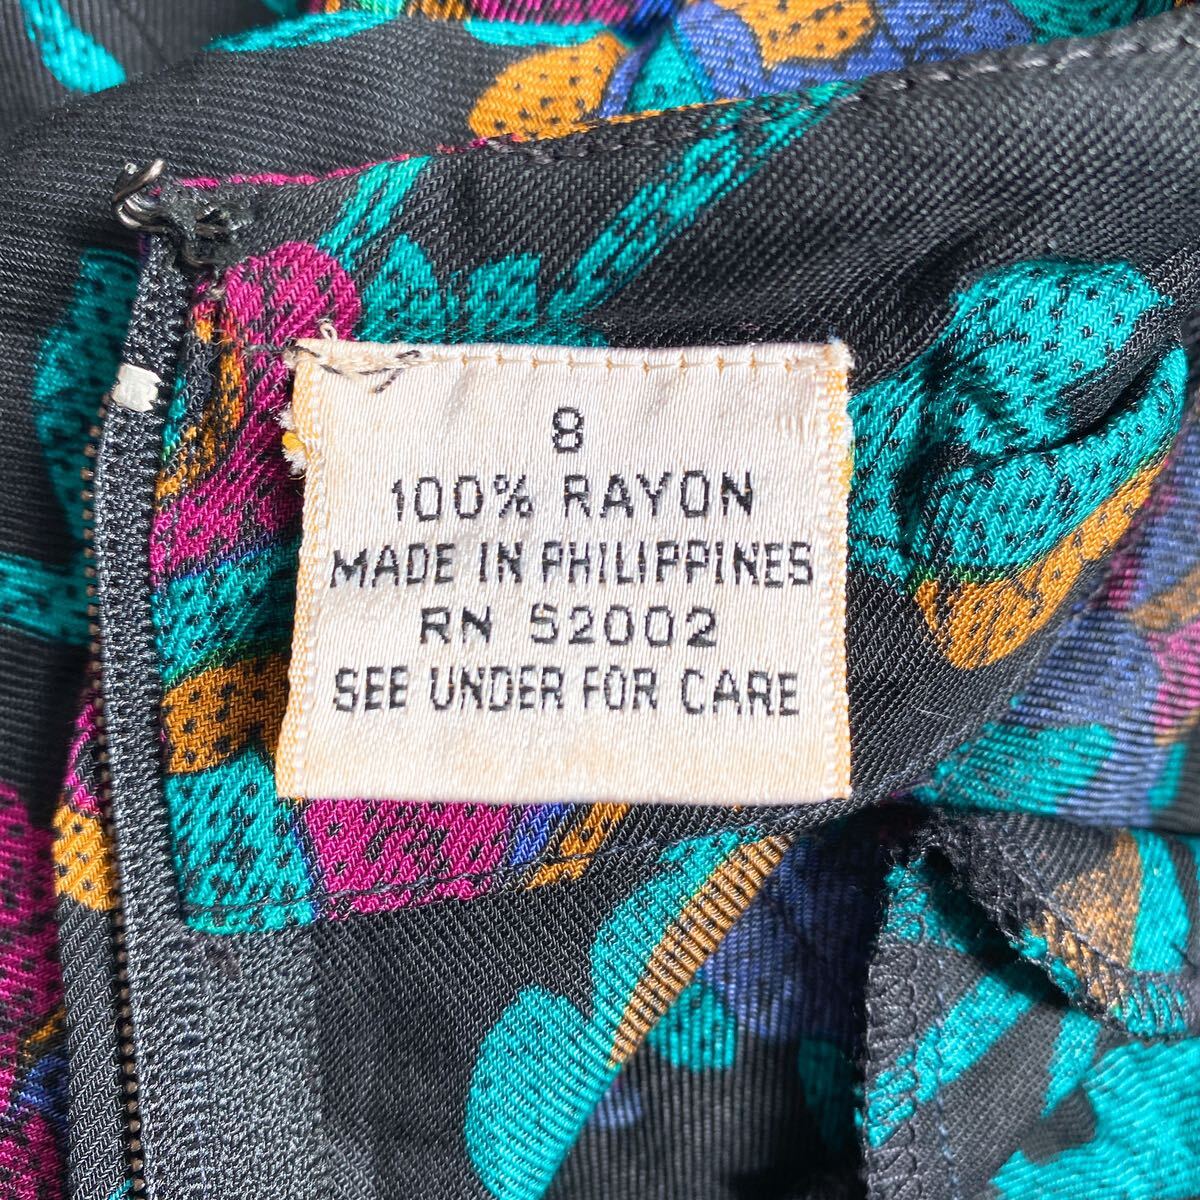 8
100% RAYON
MADE IN PHILIPPINES
RN 52002
SEE UNDER FOR CARE